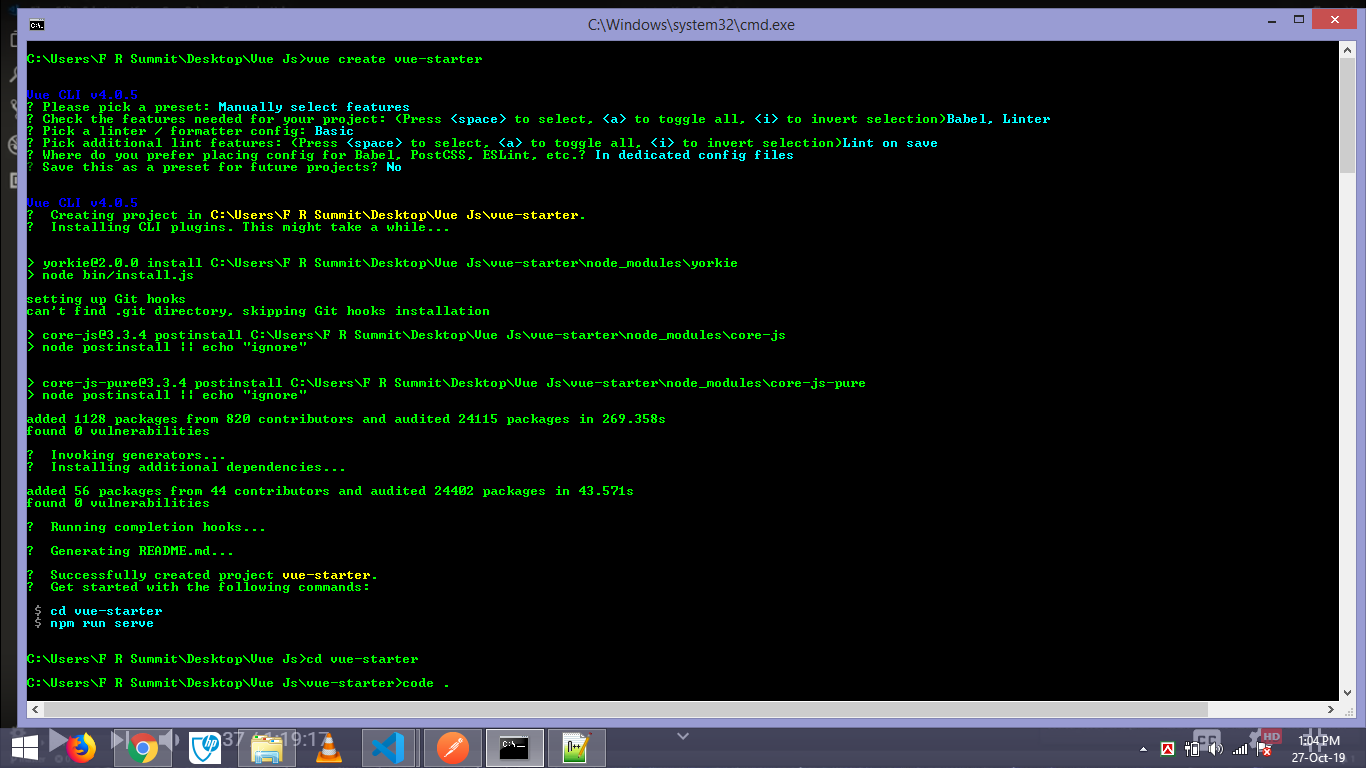 C:\Windows\system32\cmd.exe
C:\Users\F R Summit\Desktop\Vue Js>vue create vue-starter
Vue CLI v4.0.5
? Please pick a preset: Manually select features
? Check the features needed for your project: (Press <space> to select, <a> to toggle all, <i> to invert selection)Babel, Linter
? Pick a linter / formatter config: Basic
? Pick additional lint features: (Press <space> to select, <a> to toggle all, <i> to invert selection)Lint on save
? Where do you prefer placing config for Babel, PostCSS, ESLint, etc.? In dedicated config files
? Save this as a preset for future projects? No
Vue CLI v4.0.5
?  Creating project in C:\Users\F R Summit\Desktop\Vue Js\vue-starter.
?  Installing CLI plugins. This might take a while...
> yorkie@2.0.0 install C:\Users\F R Summit\Desktop\Vue Js\vue-starter\node_modules\yorkie
> node bin/install.js
setting up Git hooks
can't find .git directory, skipping Git hooks installation
> core-js@3.3.4 postinstall C:\Users\F R Summit\Desktop\Vue Js\vue-starter\node_modules\core-js
> node postinstall || echo "ignore"
> core-js-pure@3.3.4 postinstall C:\Users\F R Summit\Desktop\Vue Js\vue-starter\node_modules\core-js-pure
> node postinstall || echo "ignore"
added 1128 packages from 820 contributors and audited 24115 packages in 269.358s
found 0 vulnerabilities
?  Invoking generators...
?  Installing additional dependencies...
added 56 packages from 44 contributors and audited 24402 packages in 43.571s
found 0 vulnerabilities
?  Running completion hooks...
?  Generating README.md...
?  Successfully created project vue-starter.
?  Get started with the following commands:
$ cd vue-starter
$ npm run serve
C:\Users\F R Summit\Desktop\Vue Js>cd vue-starter
C:\Users\F R Summit\Desktop\Vue Js\vue-starter>code .
37 / 1:19:17
HD
1:04 PM
27-Oct-19